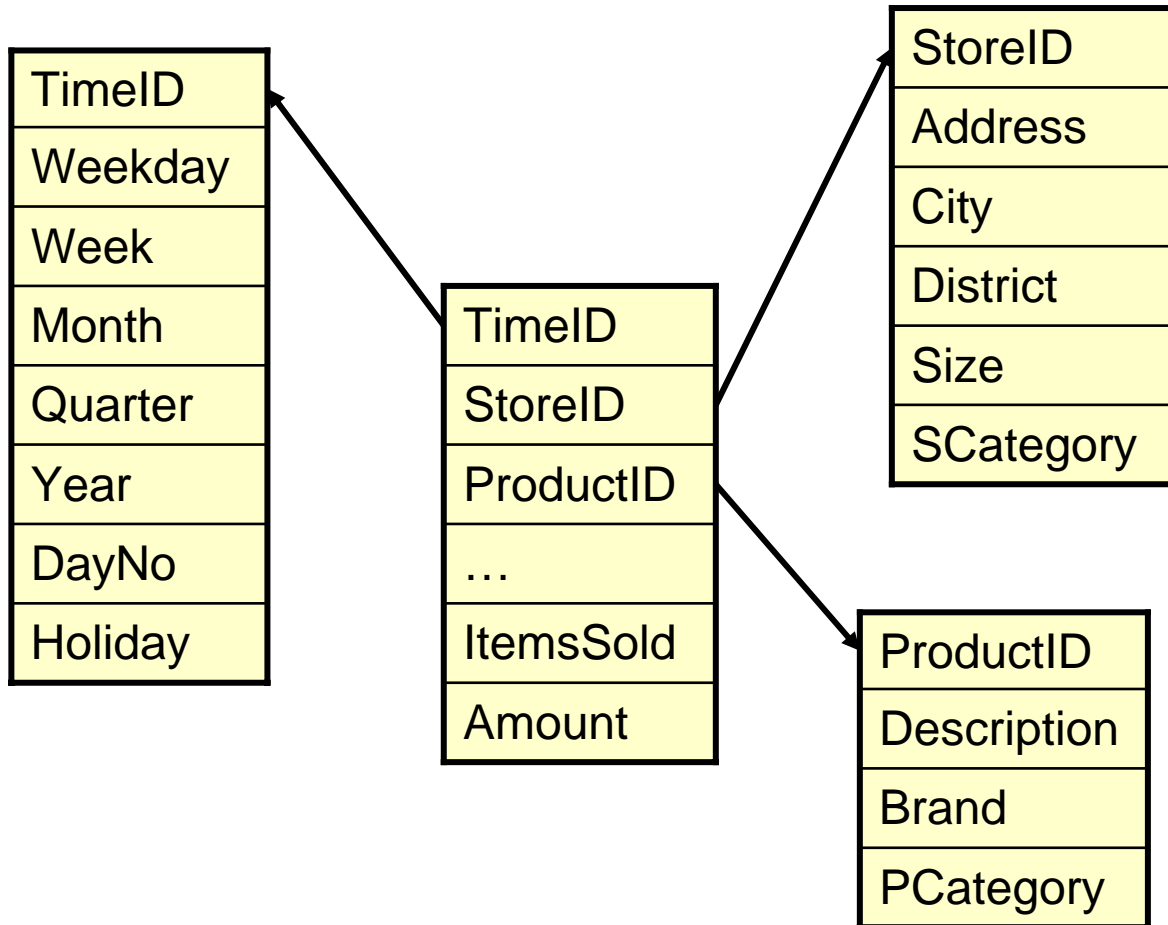 TimeID
Weekday
Week
Month
Quarter
Year
DayNo
Holiday
TimeID
StoreID
ProductID
…
ItemsSold
Amount
StoreID
Address
City
District
Size
SCategory
ProductID
Description
Brand
PCategory